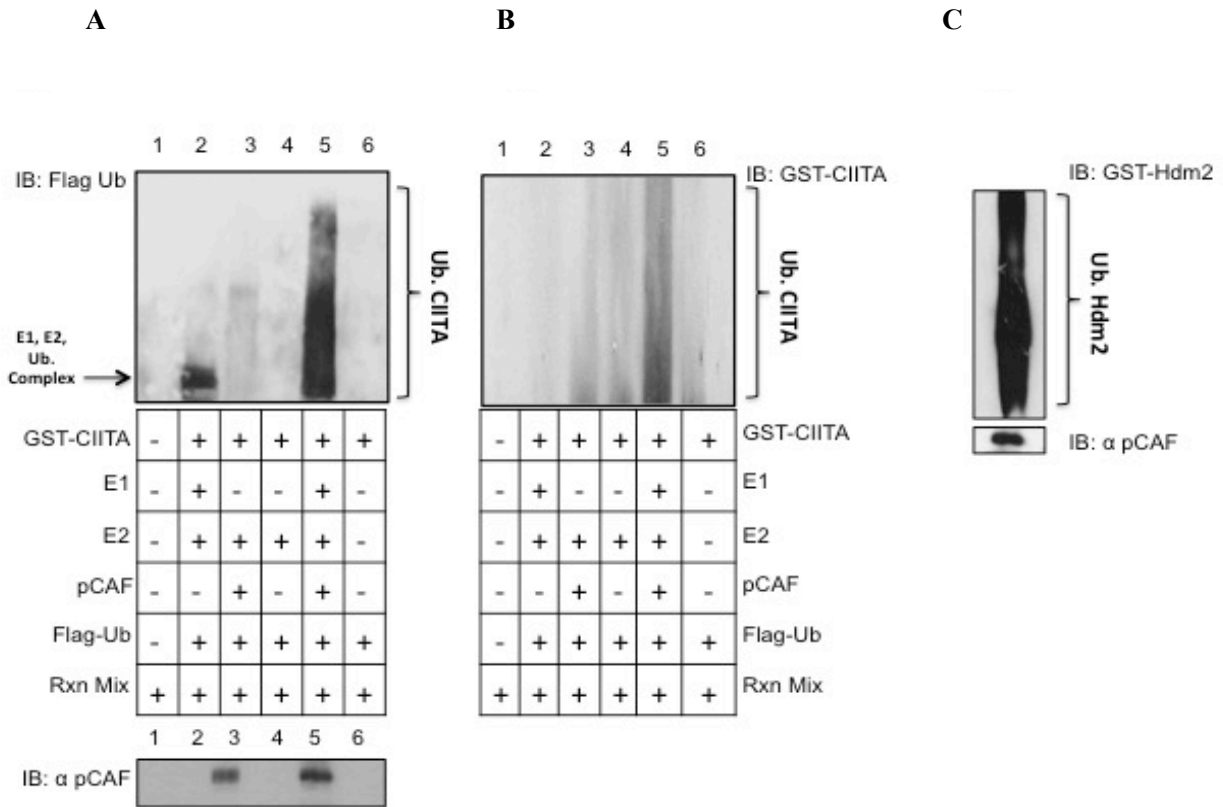 A B C
1 2 3 4 5 6
IB: Flag Ub
E1, E2,
Ub.
Complex
Ub. CIITA
GST-CIITA - + + + + +
E1 - + - - + -
E2 - + + + + -
pCAF - - + - + -
Flag-Ub - + + + + +
Rxn Mix + + + + + +
1 2 3 4 5 6
IB: α pCAF
1 2 3 4 5 6
IB: GST-CIITA
Ub. CIITA
- + + + + + GST-CIITA
- + - - + - E1
- + + + + - E2
- - + - + - pCAF
- + + + + + Flag-Ub
+ + + + + + Rxn Mix
IB: GST-Hdm2
Ub. Hdm2
IB: α pCAF